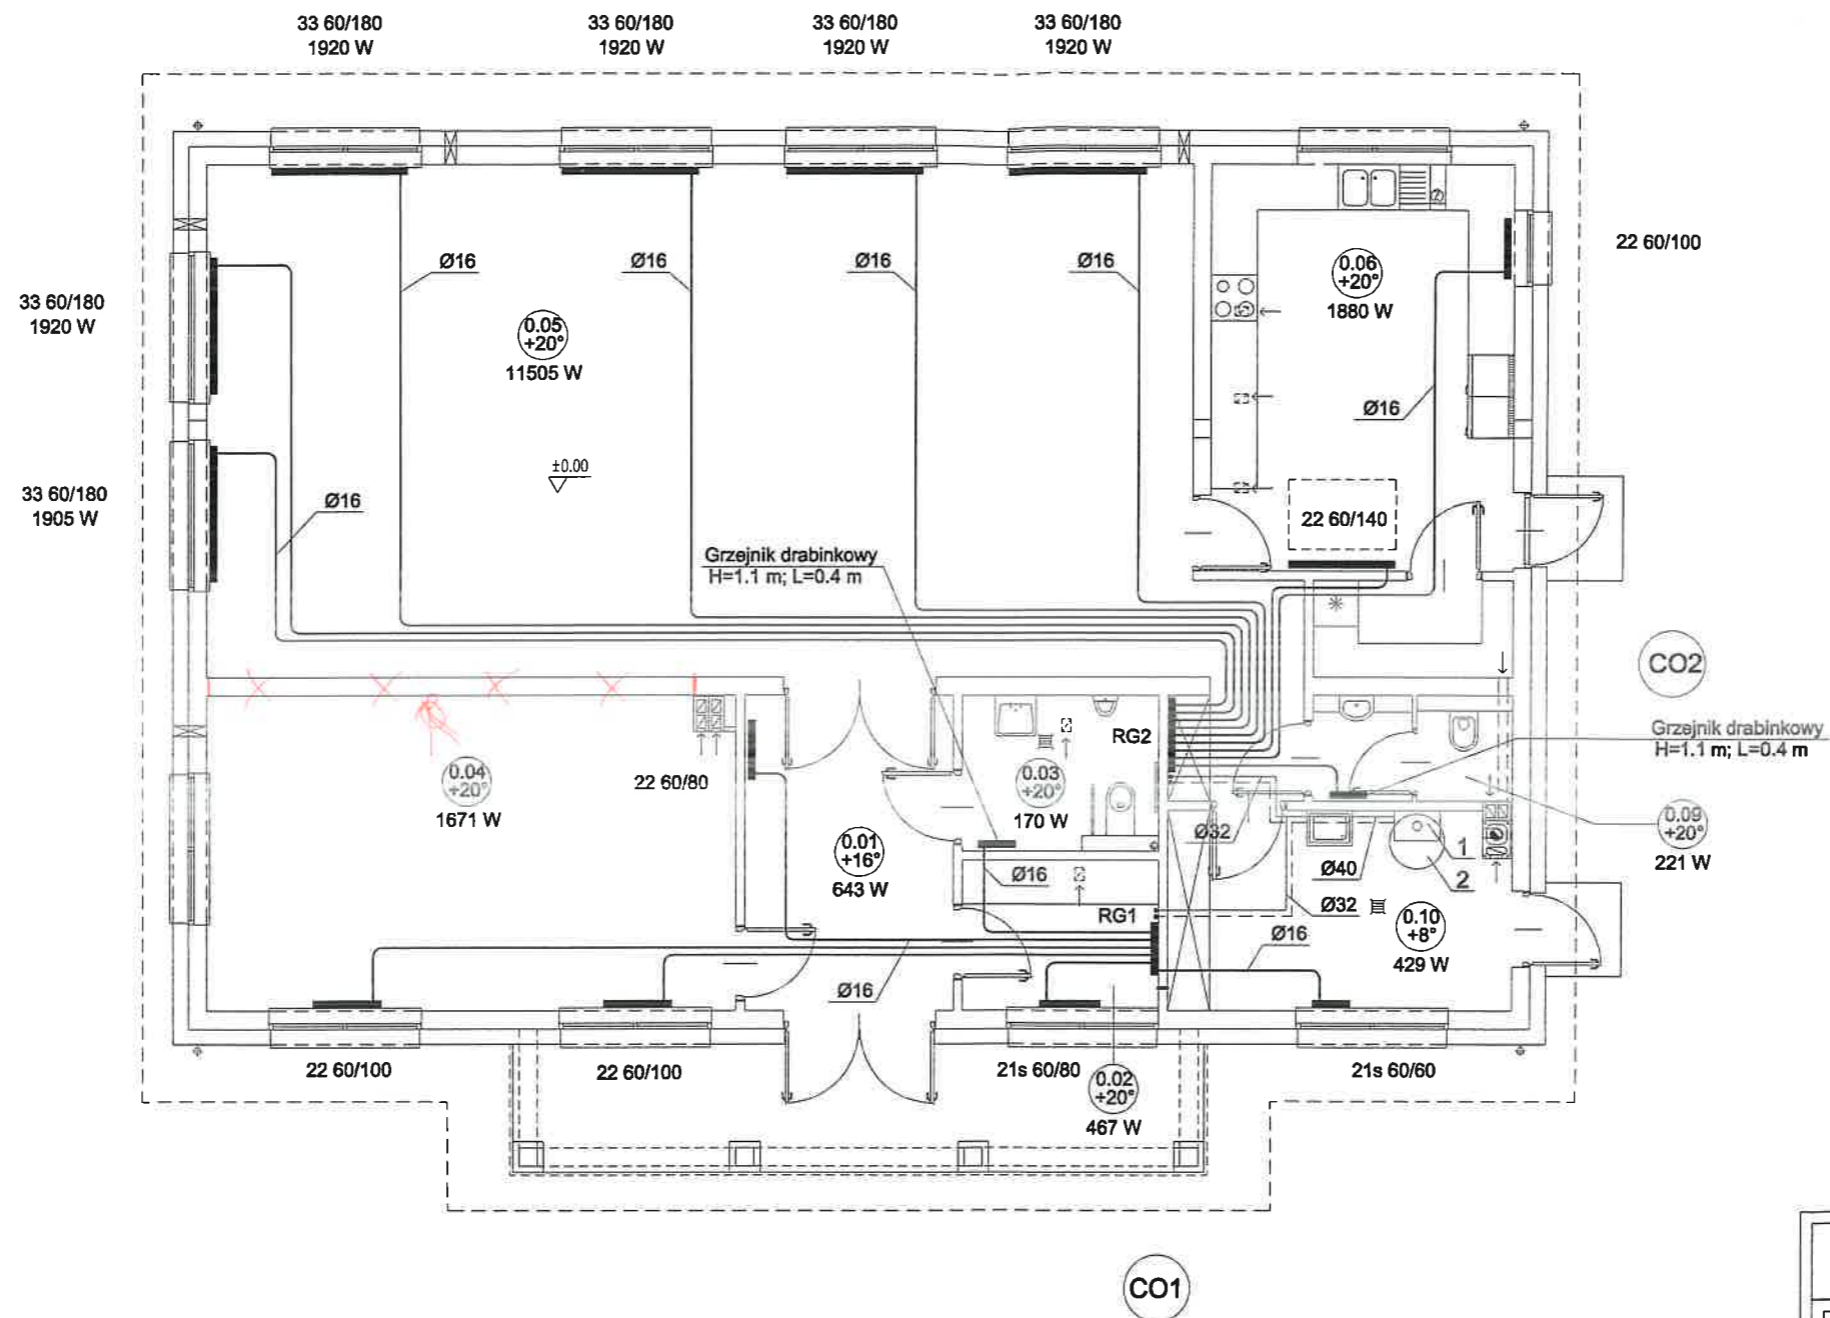 33 60/180
1920 W
33 60/180
1920 W
33 60/180
1920 W
33 60/180
1920 W
22 60/100
33 60/180
1920 W
33 60/180
1905 W
Ø16
Ø16
Ø16
Ø16
0.05
+20°
11505 W
±0.00
Ø16
0.06
+20°
1880 W
Ø16
22 60/140
Grzejnik drabinkowy
H=1.1 m; L=0.4 m
CO2
Grzejnik drabinkowy
H=1.1 m; L=0.4 m
RG2
0.04
+20°
1671 W
22 60/80
0.03
+20°
170 W
0.01
+16°
643 W
Ø32
0.09
+20°
221 W
Ø16
Ø40
1
2
RG1
Ø32
0.10
+8°
429 W
Ø16
Ø16
22 60/100
22 60/100
21s 60/80
0.02
+20°
467 W
21s 60/60
CO1